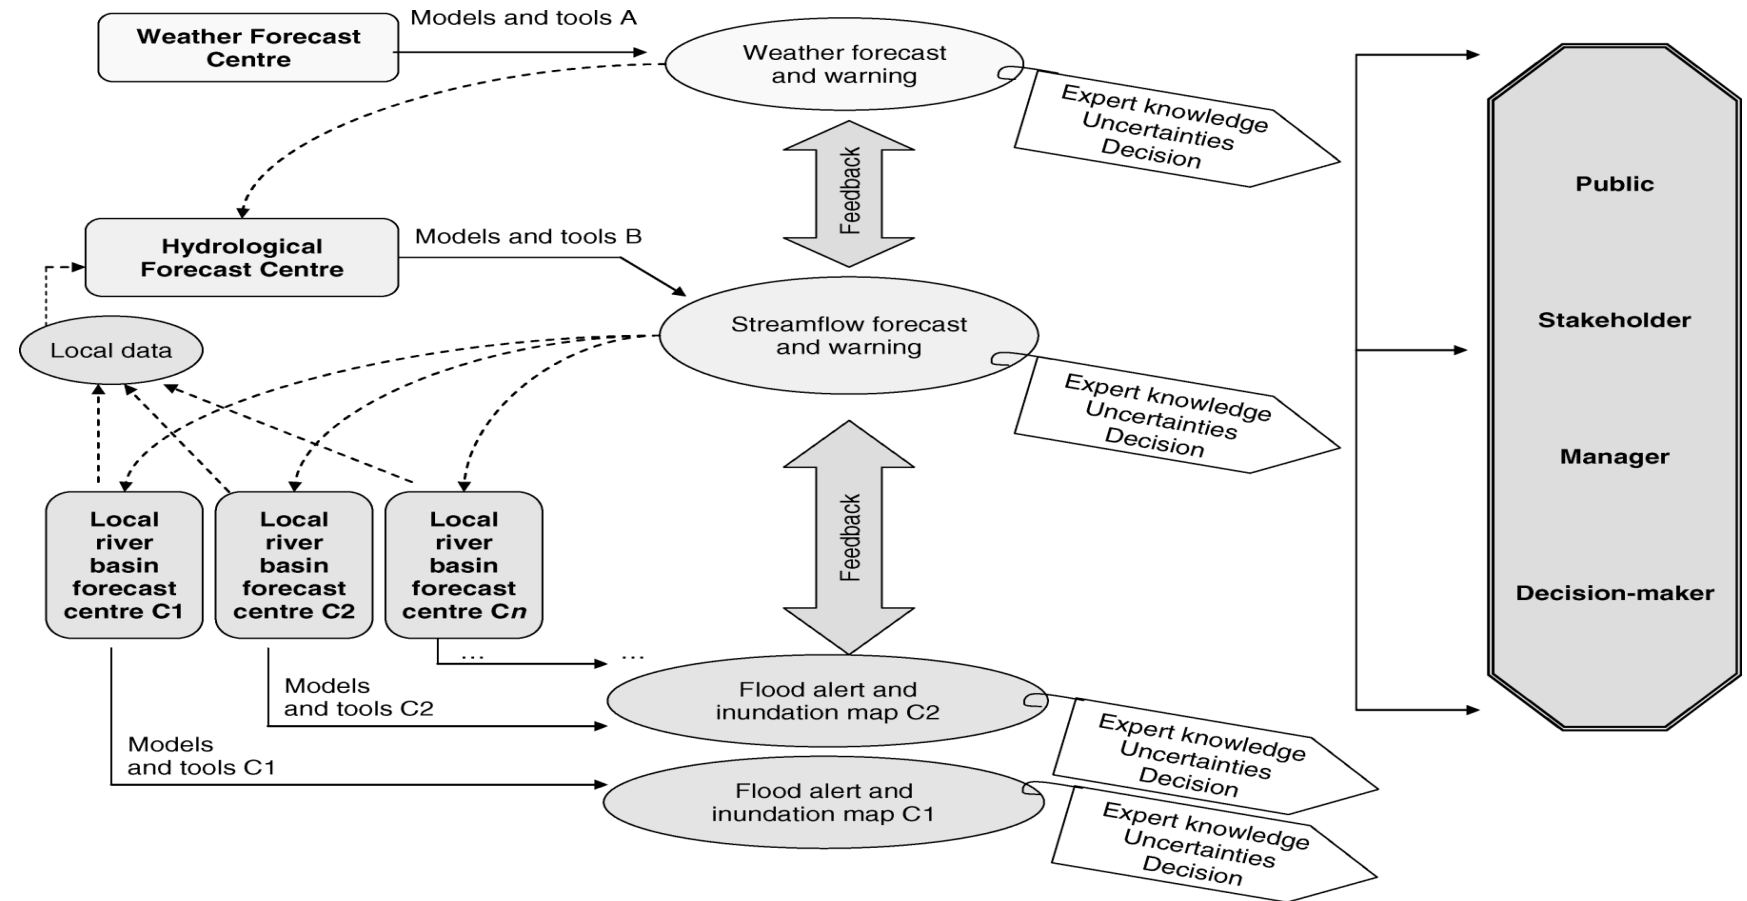 Models and tools A
Weather Forecast
Centre
Weather forecast
and warning
Expert knowledge
Uncertainties
Decision
Feedback
Public
Hydrological
Forecast Centre
Models and tools B
Local data
Streamflow forecast
and warning
Stakeholder
Expert knowledge
Uncertainties
Decision
Manager
Local
river
basin
forecast
centre C1
Local
river
basin
forecast
centre C2
Local
river
basin
forecast
centre Cn
Feedback
Decision-maker
...
...
Models
and tools C2
Flood alert and
inundation map C2
Expert knowledge
Uncertainties
Decision
Models
and tools C1
Flood alert and
inundation map C1
Expert knowledge
Uncertainties
Decision